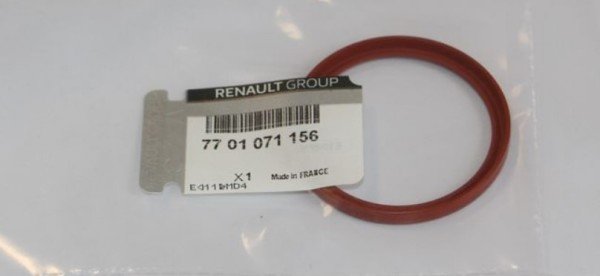 RENAULT GROUP
77 01 071 156
X1 Made in FRANCE